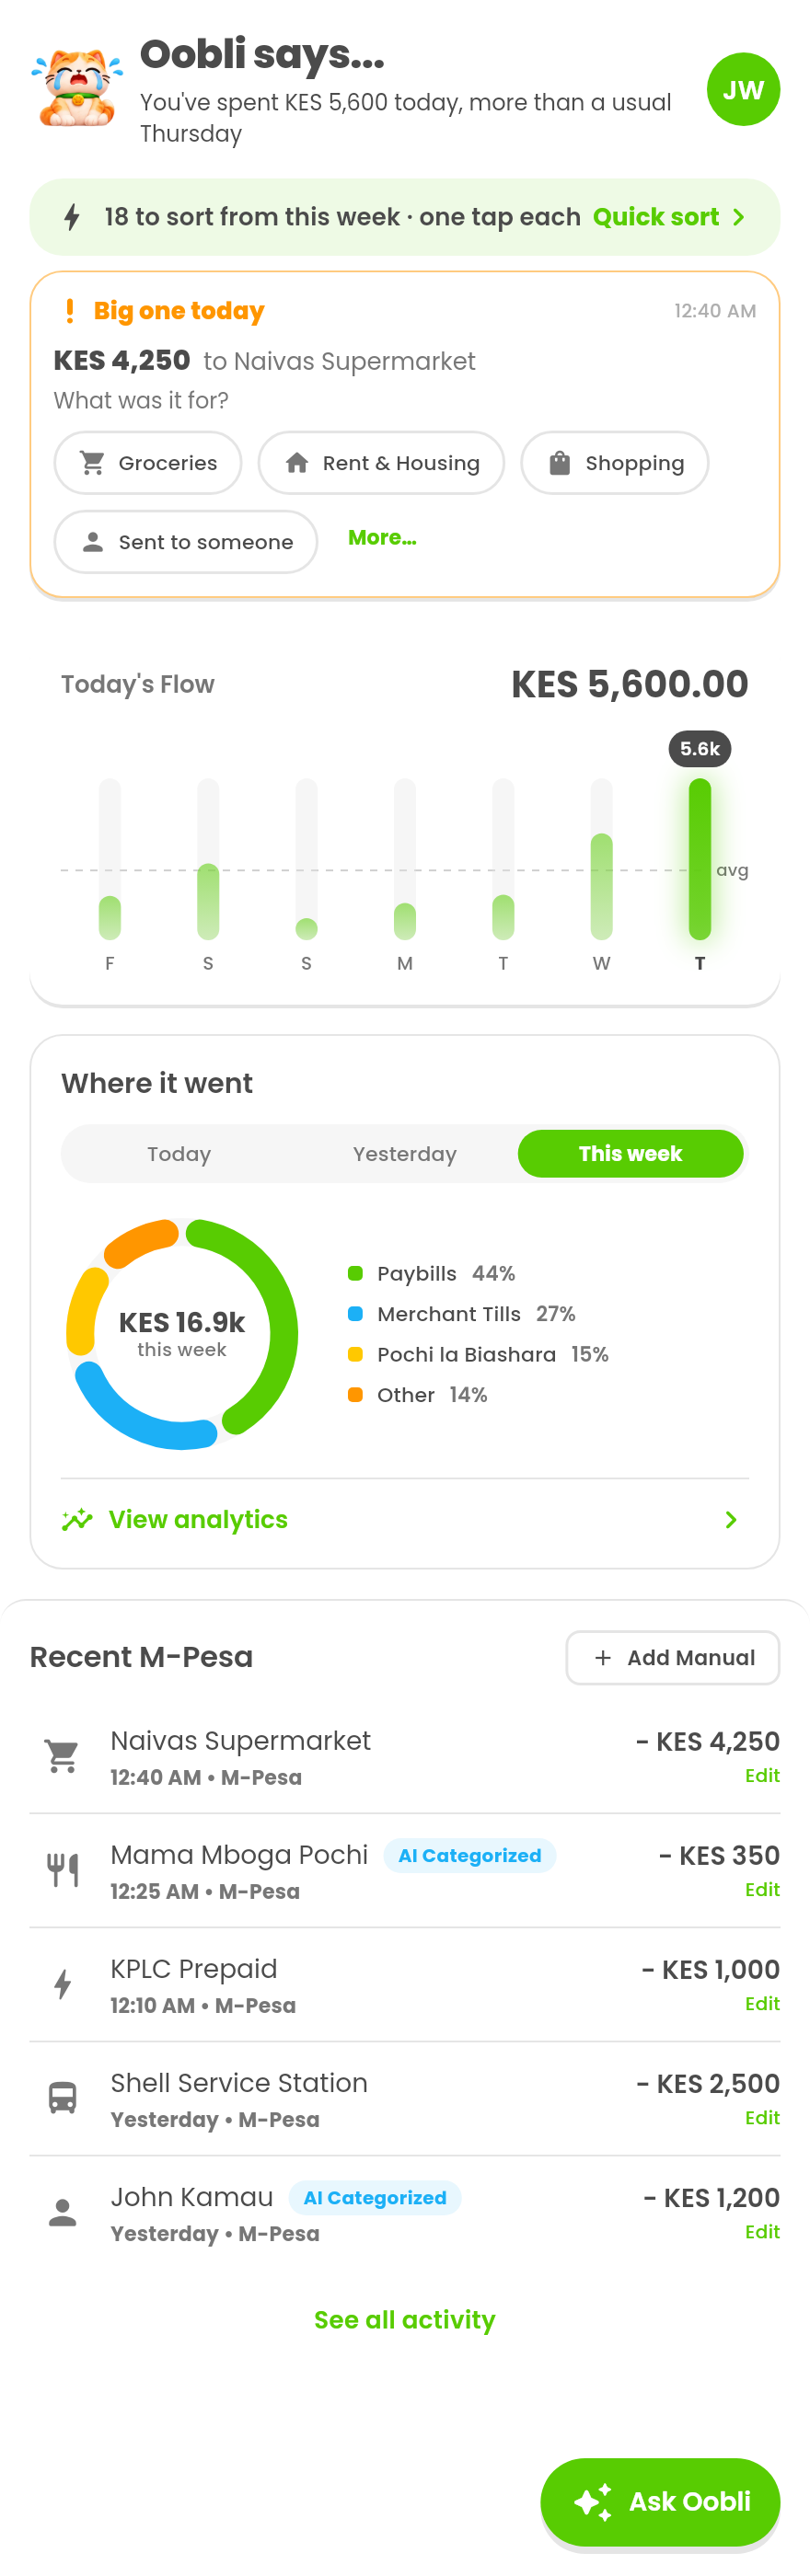 Oobli says...
You've spent KES 5,600 today, more than a usual
Thursday
JW
18 to sort from this week · one tap each Quick sort
Big one today 12:40 AM
KES 4,250 to Naivas Supermarket
What was it for?
Groceries Rent & Housing Shopping
Sent to someone More...
Today's Flow KES 5,600.00
5.6k
avg
F S S M T W T
Where it went
Today Yesterday This week
KES 16.9k
this week
Paybills 44%
Merchant Tills 27%
Pochi la Biashara 15%
Other 14%
View analytics
Recent M-Pesa + Add Manual
Naivas Supermarket - KES 4,250
12:40 AM • M-Pesa Edit
Mama Mboga Pochi AI Categorized - KES 350
12:25 AM • M-Pesa Edit
KPLC Prepaid - KES 1,000
12:10 AM • M-Pesa Edit
Shell Service Station - KES 2,500
Yesterday • M-Pesa Edit
John Kamau AI Categorized - KES 1,200
Yesterday • M-Pesa Edit
See all activity
Ask Oobli